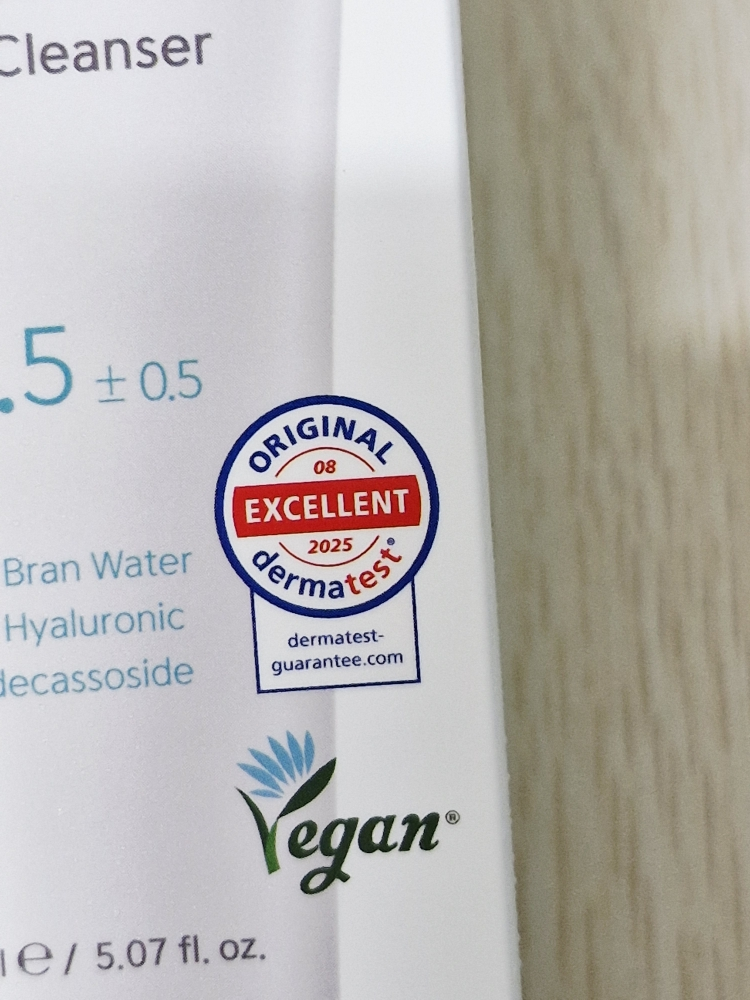 Cleanser
.5 ± 0.5
ORIGINAL
08
EXCELLENT
2025
dermatest®
Bran Water
Hyaluronic
decassoside
dermatest-
guarantee.com
Vegan®
l ℮ / 5.07 fl. oz.